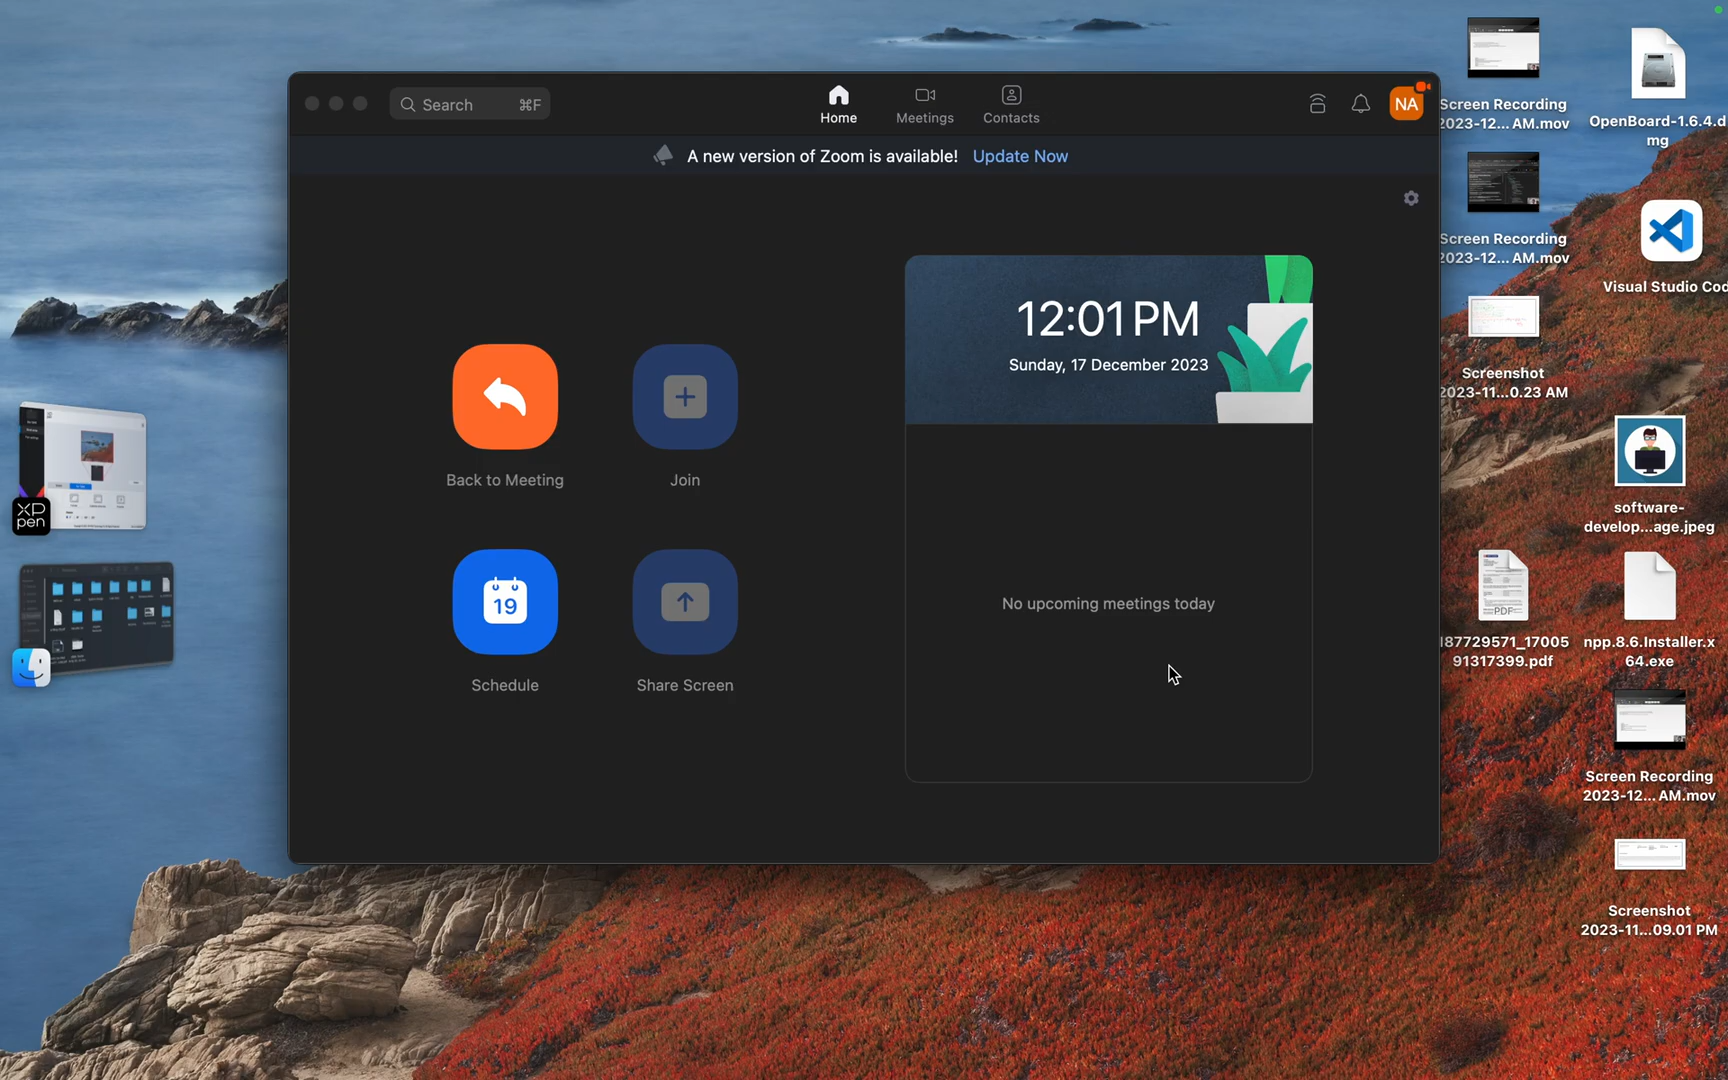 Search ⌘F
Home
Meetings
Contacts
NA
A new version of Zoom is available! Update Now
12:01 PM
Sunday, 17 December 2023
Back to Meeting
Join
No upcoming meetings today
19
Schedule
Share Screen
XP
pen
Screen Recording
2023-12... AM.mov
OpenBoard-1.6.4.d
mg
Screen Recording
2023-12... AM.mov
Visual Studio Cod
Screenshot
2023-11...0.23 AM
software-
develop...age.jpeg
PDF
187729571_17005
91317399.pdf
npp.8.6.Installer.x
64.exe
Screen Recording
2023-12... AM.mov
Screenshot
2023-11...09.01 PM